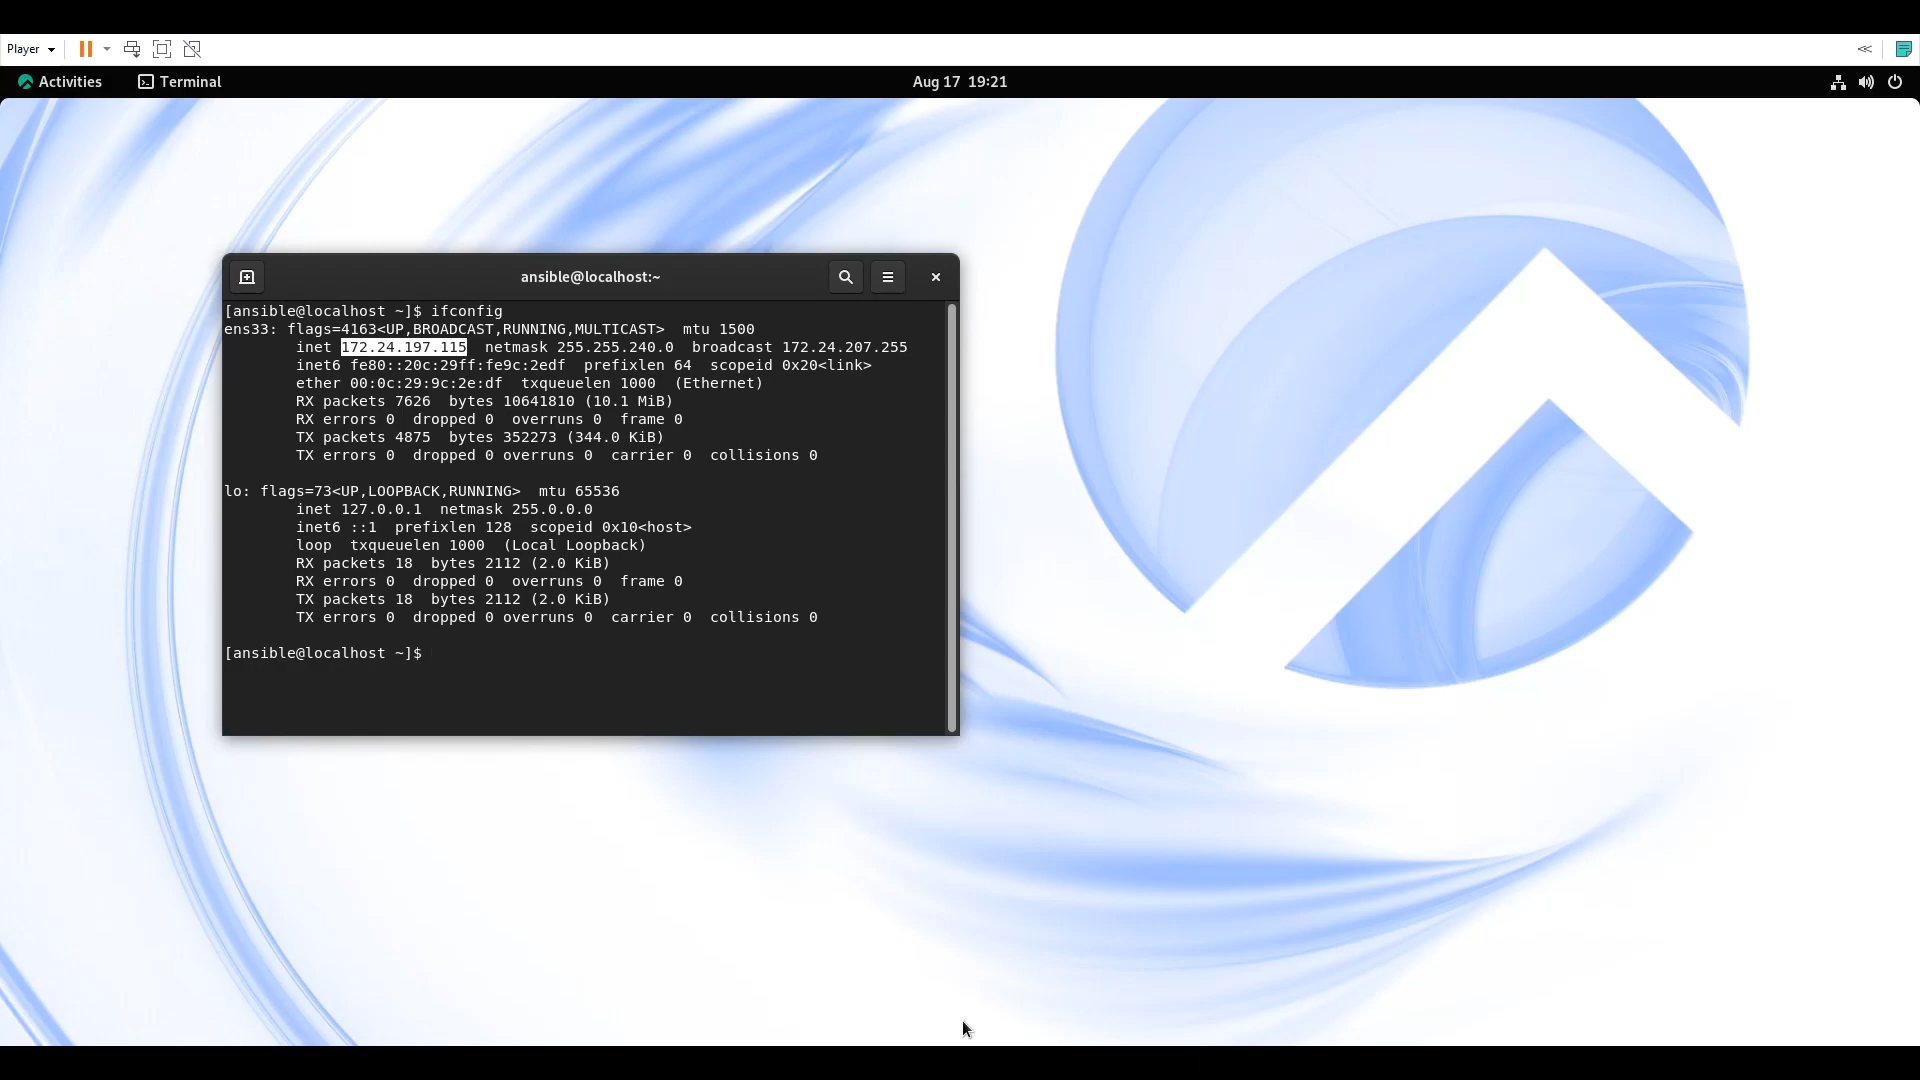 Player
Activities Terminal Aug 17 19:21
ansible@localhost:~
[ansible@localhost ~]$ ifconfig
ens33: flags=4163<UP,BROADCAST,RUNNING,MULTICAST>  mtu 1500
        inet 172.24.197.115  netmask 255.255.240.0  broadcast 172.24.207.255
        inet6 fe80::20c:29ff:fe9c:2edf  prefixlen 64  scopeid 0x20<link>
        ether 00:0c:29:9c:2e:df  txqueuelen 1000  (Ethernet)
        RX packets 7626  bytes 10641810 (10.1 MiB)
        RX errors 0  dropped 0  overruns 0  frame 0
        TX packets 4875  bytes 352273 (344.0 KiB)
        TX errors 0  dropped 0 overruns 0  carrier 0  collisions 0
lo: flags=73<UP,LOOPBACK,RUNNING>  mtu 65536
        inet 127.0.0.1  netmask 255.0.0.0
        inet6 ::1  prefixlen 128  scopeid 0x10<host>
        loop  txqueuelen 1000  (Local Loopback)
        RX packets 18  bytes 2112 (2.0 KiB)
        RX errors 0  dropped 0  overruns 0  frame 0
        TX packets 18  bytes 2112 (2.0 KiB)
        TX errors 0  dropped 0 overruns 0  carrier 0  collisions 0
[ansible@localhost ~]$